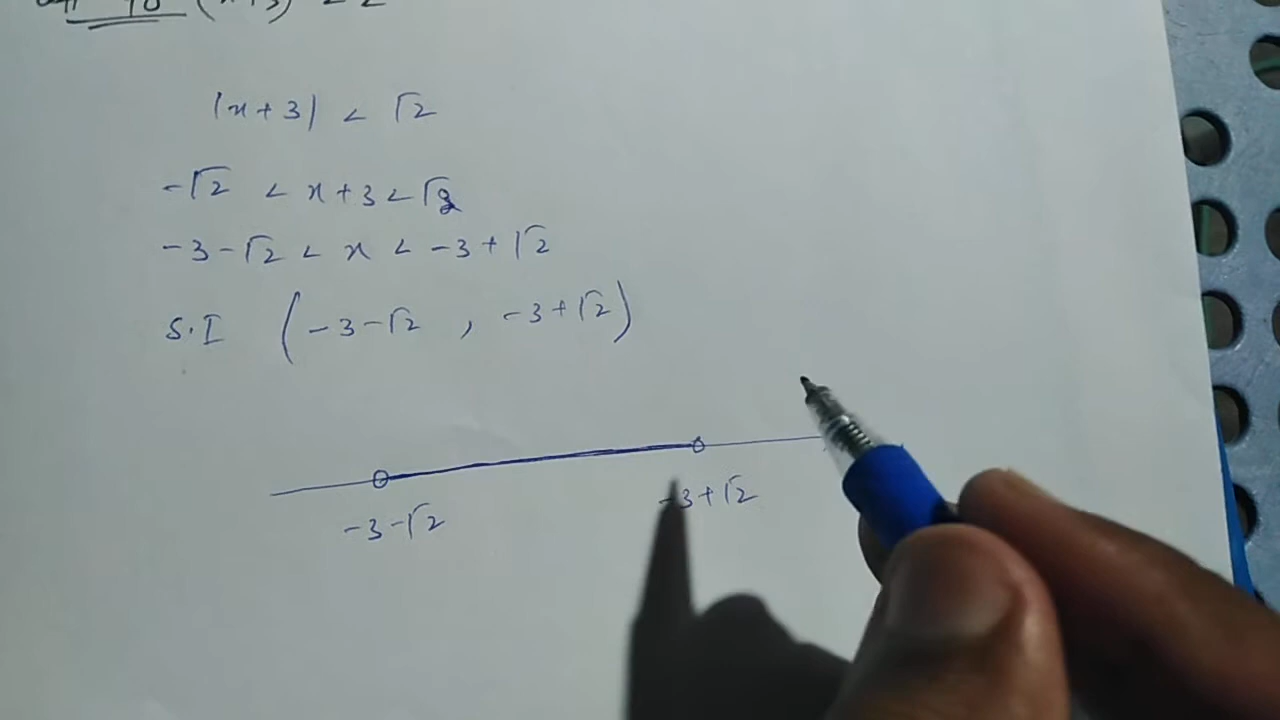 |x+3| < √2
-√2 < x+3 < √2
-3-√2 < x < -3+√2
S.I (-3-√2 , -3+√2)
-3-√2 -3+√2